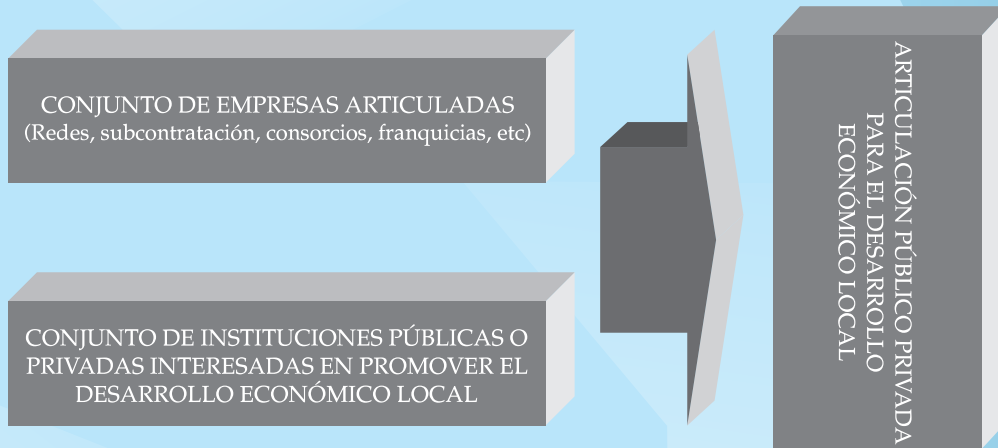 CONJUNTO DE EMPRESAS ARTICULADAS
(Redes, subcontratación, consorcios, franquicias, etc)
CONJUNTO DE INSTITUCIONES PÚBLICAS O
PRIVADAS INTERESADAS EN PROMOVER EL
DESARROLLO ECONÓMICO LOCAL
ARTICULACIÓN PÚBLICO PRIVADA
PARA EL DESARROLLO
ECONÓMICO LOCAL